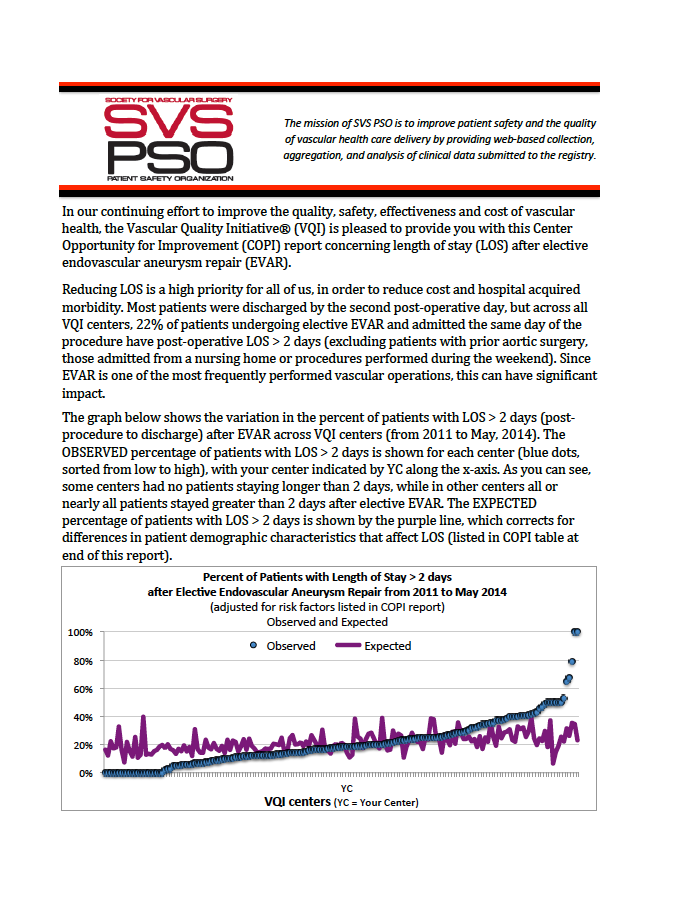 SOCIETY FOR VASCULAR SURGERY
SVS
PSO
PATIENT SAFETY ORGANIZATION
The mission of SVS PSO is to improve patient safety and the quality
of vascular health care delivery by providing web-based collection,
aggregation, and analysis of clinical data submitted to the registry.
In our continuing effort to improve the quality, safety, effectiveness and cost of vascular
health, the Vascular Quality Initiative® (VQI) is pleased to provide you with this Center
Opportunity for Improvement (COPI) report concerning length of stay (LOS) after elective
endovascular aneurysm repair (EVAR).
Reducing LOS is a high priority for all of us, in order to reduce cost and hospital acquired
morbidity. Most patients were discharged by the second post-operative day, but across all
VQI centers, 22% of patients undergoing elective EVAR and admitted the same day of the
procedure have post-operative LOS > 2 days (excluding patients with prior aortic surgery,
those admitted from a nursing home or procedures performed during the weekend). Since
EVAR is one of the most frequently performed vascular operations, this can have significant
impact.
The graph below shows the variation in the percent of patients with LOS > 2 days (post-
procedure to discharge) after EVAR across VQI centers (from 2011 to May, 2014). The
OBSERVED percentage of patients with LOS > 2 days is shown for each center (blue dots,
sorted from low to high), with your center indicated by YC along the x-axis. As you can see,
some centers had no patients staying longer than 2 days, while in other centers all or
nearly all patients stayed greater than 2 days after elective EVAR. The EXPECTED
percentage of patients with LOS > 2 days is shown by the purple line, which corrects for
differences in patient demographic characteristics that affect LOS (listed in COPI table at
end of this report).
Percent of Patients with Length of Stay > 2 days
after Elective Endovascular Aneurysm Repair from 2011 to May 2014
(adjusted for risk factors listed in COPI report)
Observed and Expected
Observed Expected
100%
80%
60%
40%
20%
0%
YC
VQI centers (YC = Your Center)